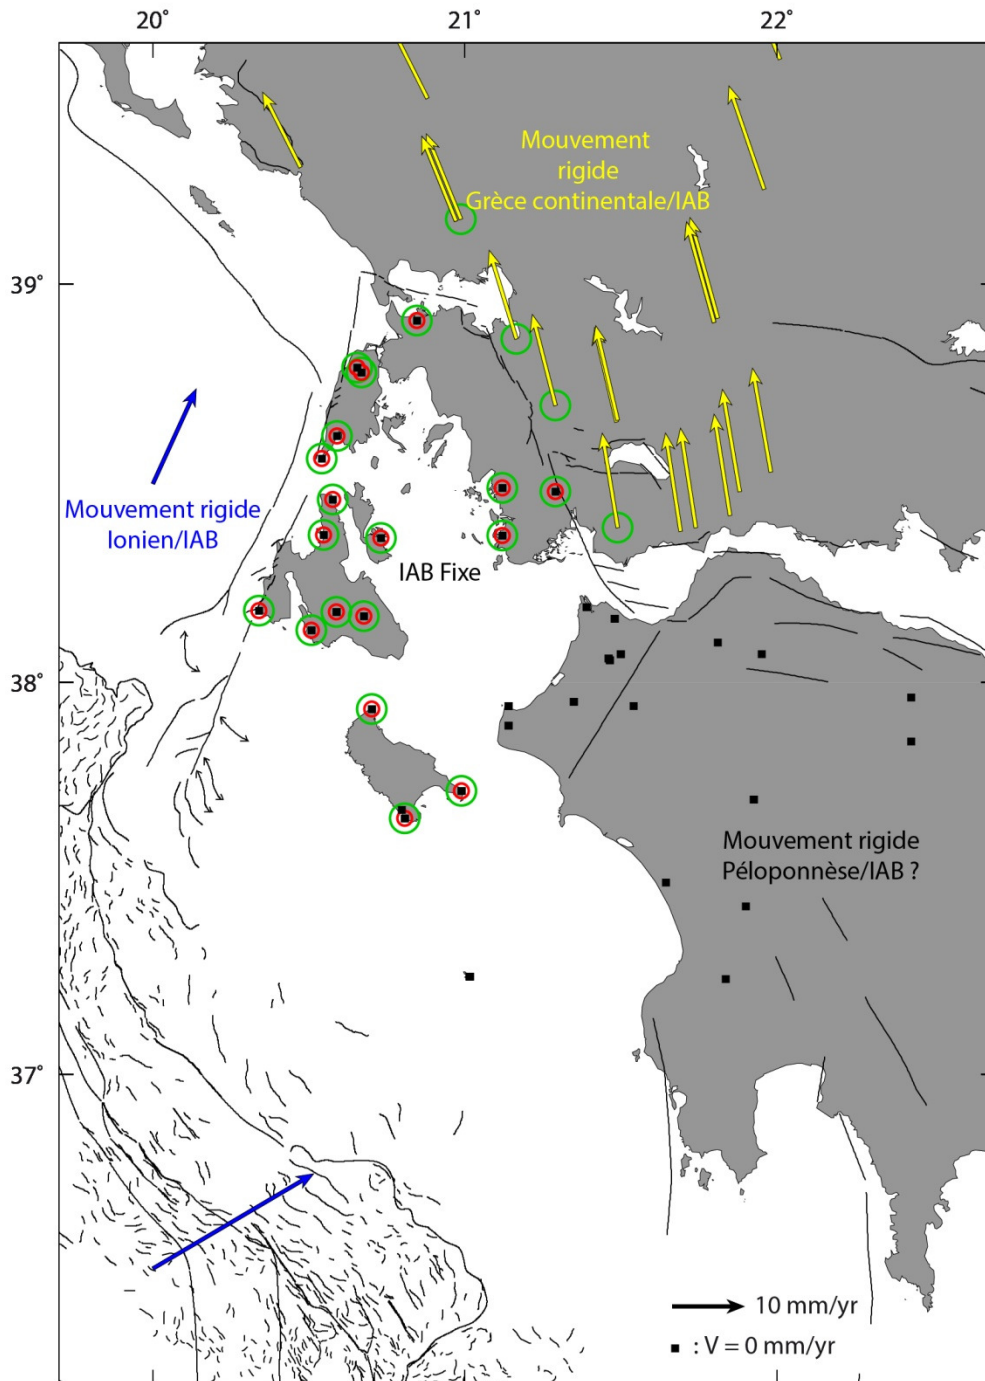 20°
21°
22°
Mouvement
rigide
Grèce continentale/IAB
39°
Mouvement rigide
Ionien/IAB
IAB Fixe
38°
Mouvement rigide
Péloponnèse/IAB ?
37°
10 mm/yr
: V = 0 mm/yr